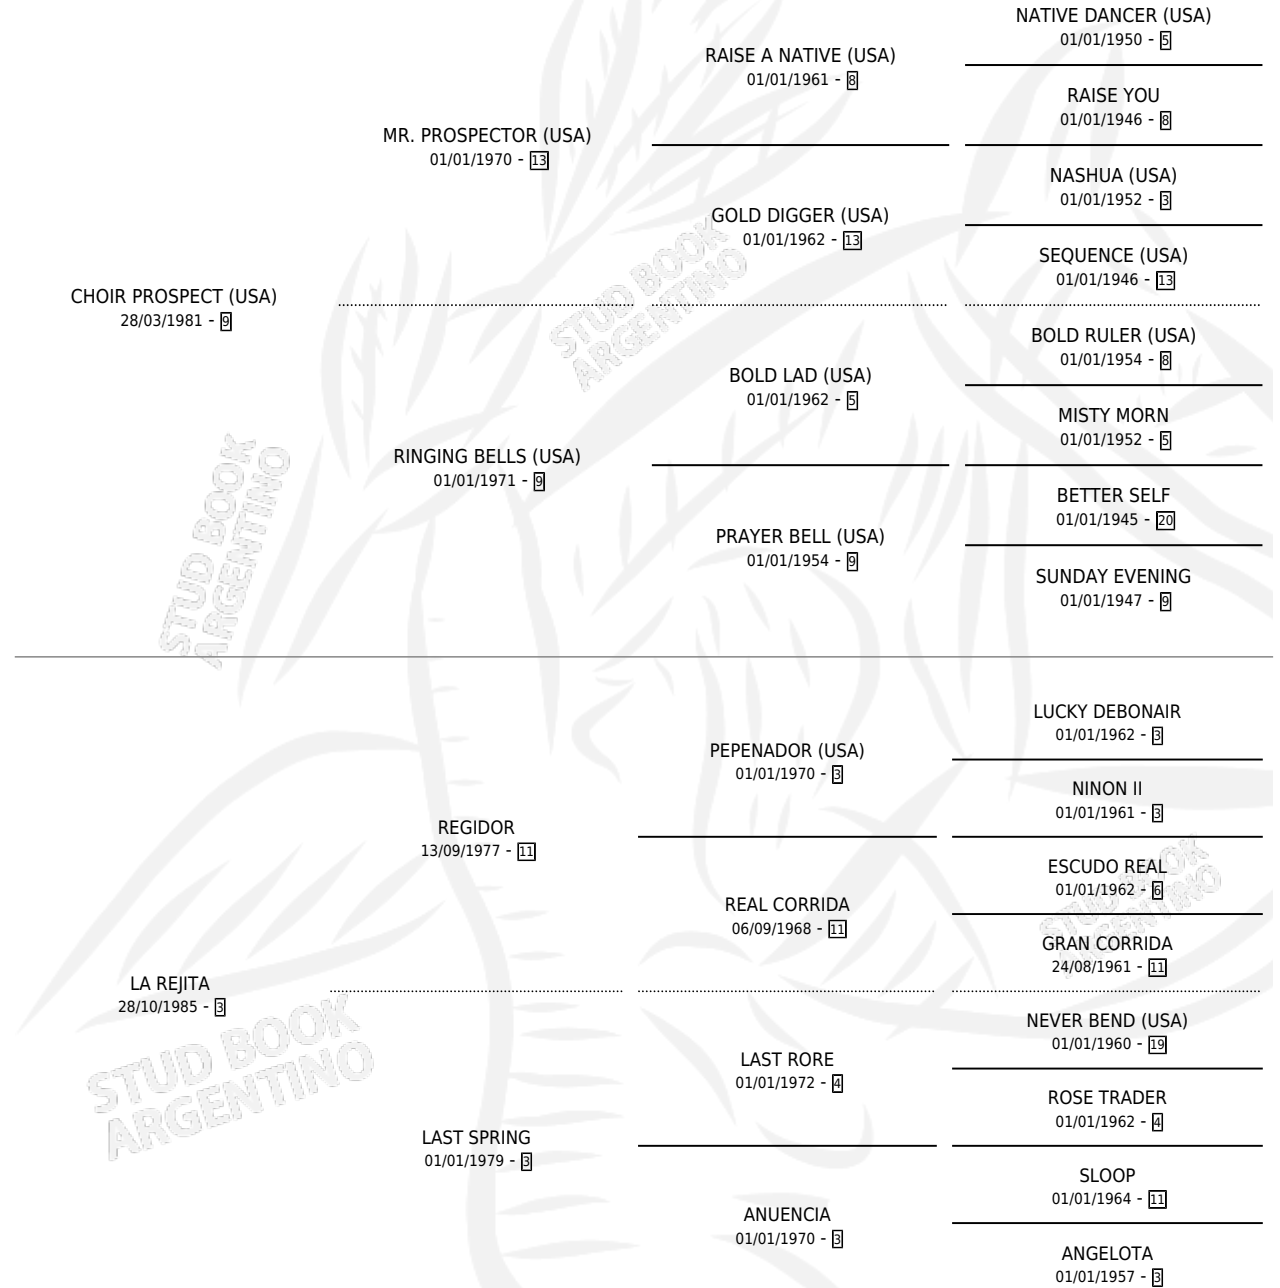 NATIVE DANCER (USA)
01/01/1950 - 5
RAISE A NATIVE (USA)
01/01/1961 - 8
RAISE YOU
01/01/1946 - 8
MR. PROSPECTOR (USA)
01/01/1970 - 13
NASHUA (USA)
01/01/1952 - 3
GOLD DIGGER (USA)
01/01/1962 - 13
SEQUENCE (USA)
01/01/1946 - 13
CHOIR PROSPECT (USA)
28/03/1981 - 9
BOLD RULER (USA)
01/01/1954 - 8
BOLD LAD (USA)
01/01/1962 - 5
MISTY MORN
01/01/1952 - 5
RINGING BELLS (USA)
01/01/1971 - 9
BETTER SELF
01/01/1945 - 20
PRAYER BELL (USA)
01/01/1954 - 9
SUNDAY EVENING
01/01/1947 - 9
LUCKY DEBONAIR
01/01/1962 - 3
PEPENADOR (USA)
01/01/1970 - 3
NINON II
01/01/1961 - 3
REGIDOR
13/09/1977 - 11
ESCUDO REAL
01/01/1962 - 6
REAL CORRIDA
06/09/1968 - 11
GRAN CORRIDA
24/08/1961 - 11
LA REJITA
28/10/1985 - 3
NEVER BEND (USA)
01/01/1960 - 19
LAST RORE
01/01/1972 - 4
ROSE TRADER
01/01/1962 - 4
LAST SPRING
01/01/1979 - 3
SLOOP
01/01/1964 - 11
ANUENCIA
01/01/1970 - 3
ANGELOTA
01/01/1957 - 3
STUD BOOK
ARGENTINO
STUD BOOK
ARGENTINO
STUD BOOK
ARGENTINO
STUD BOOK
ARGENTINO